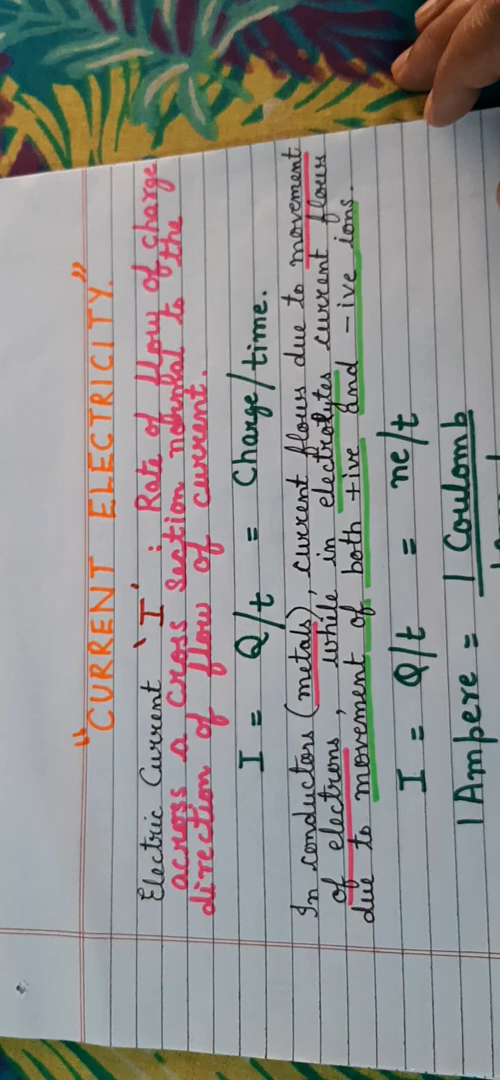 "CURRENT ELECTRICITY."
Electric Current 'I' : Rate of flow of charge
across a cross section normal to the
direction of flow of current.
I = Q/t = Charge/time.
In conductors (metals), current flows due to movement
of electrons, while in electrolytes current flows
due to movement of both +ive and -ive ions.
I = Q/t = ne/t
1 Ampere = 1 Coulomb